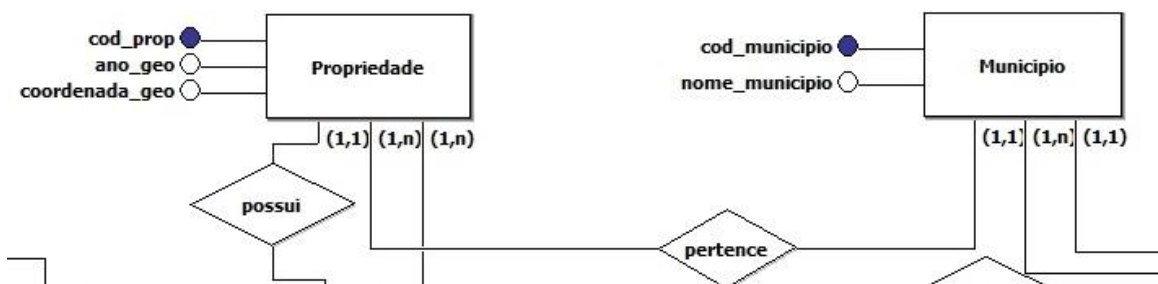 cod_prop
ano_geo
coordenada_geo
Propriedade
(1,1) (1,n) (1,n)
possui
pertence
cod_municipio
nome_municipio
Municipio
(1,1) (1,n) (1,1)